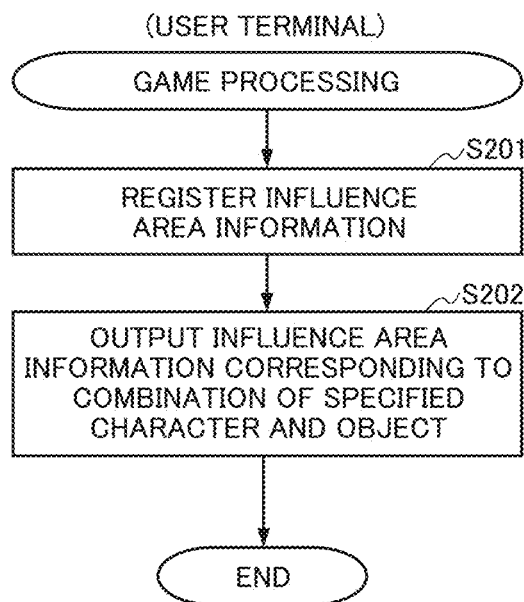 (USER TERMINAL)
GAME PROCESSING
S201
REGISTER INFLUENCE
AREA INFORMATION
S202
OUTPUT INFLUENCE AREA
INFORMATION CORRESPONDING TO
COMBINATION OF SPECIFIED
CHARACTER AND OBJECT
END